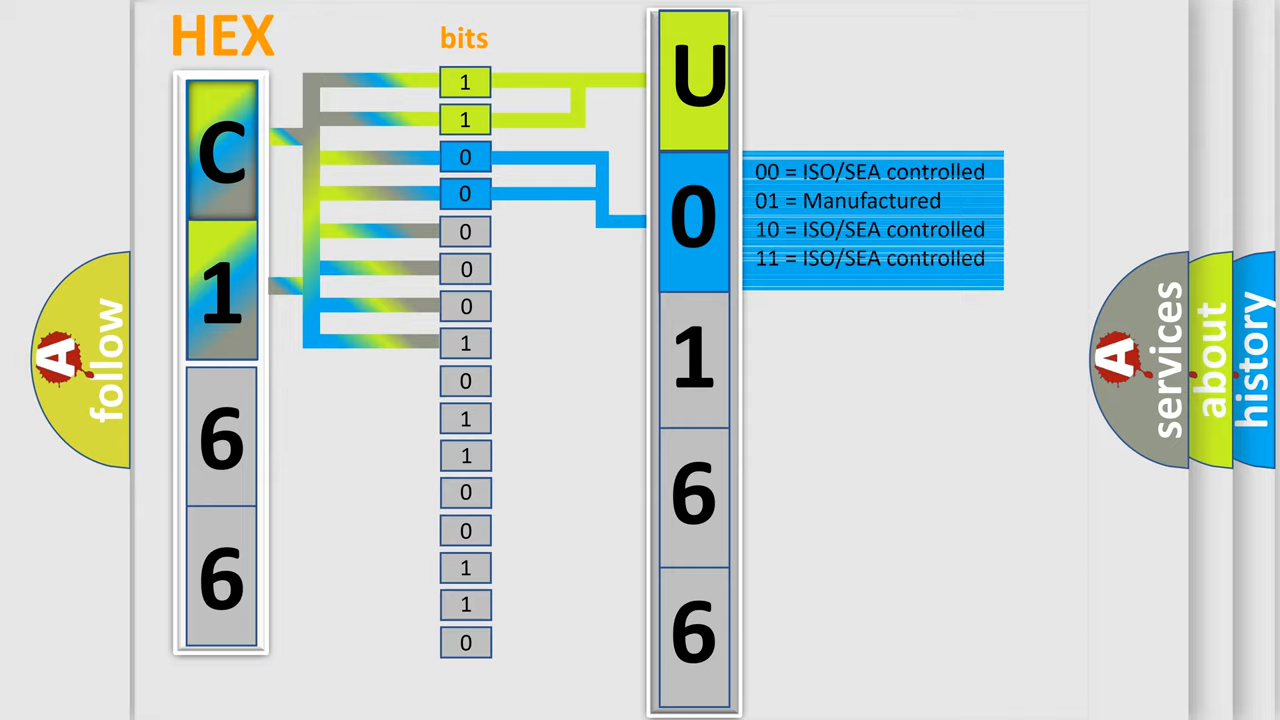 HEX
bits
C
1
6
6
1
1
0
0
0
0
0
1
0
1
1
0
0
1
1
0
U
0
1
6
6
00 = ISO/SEA controlled
01 = Manufactured
10 = ISO/SEA controlled
11 = ISO/SEA controlled
A
follow
A
services
about
history